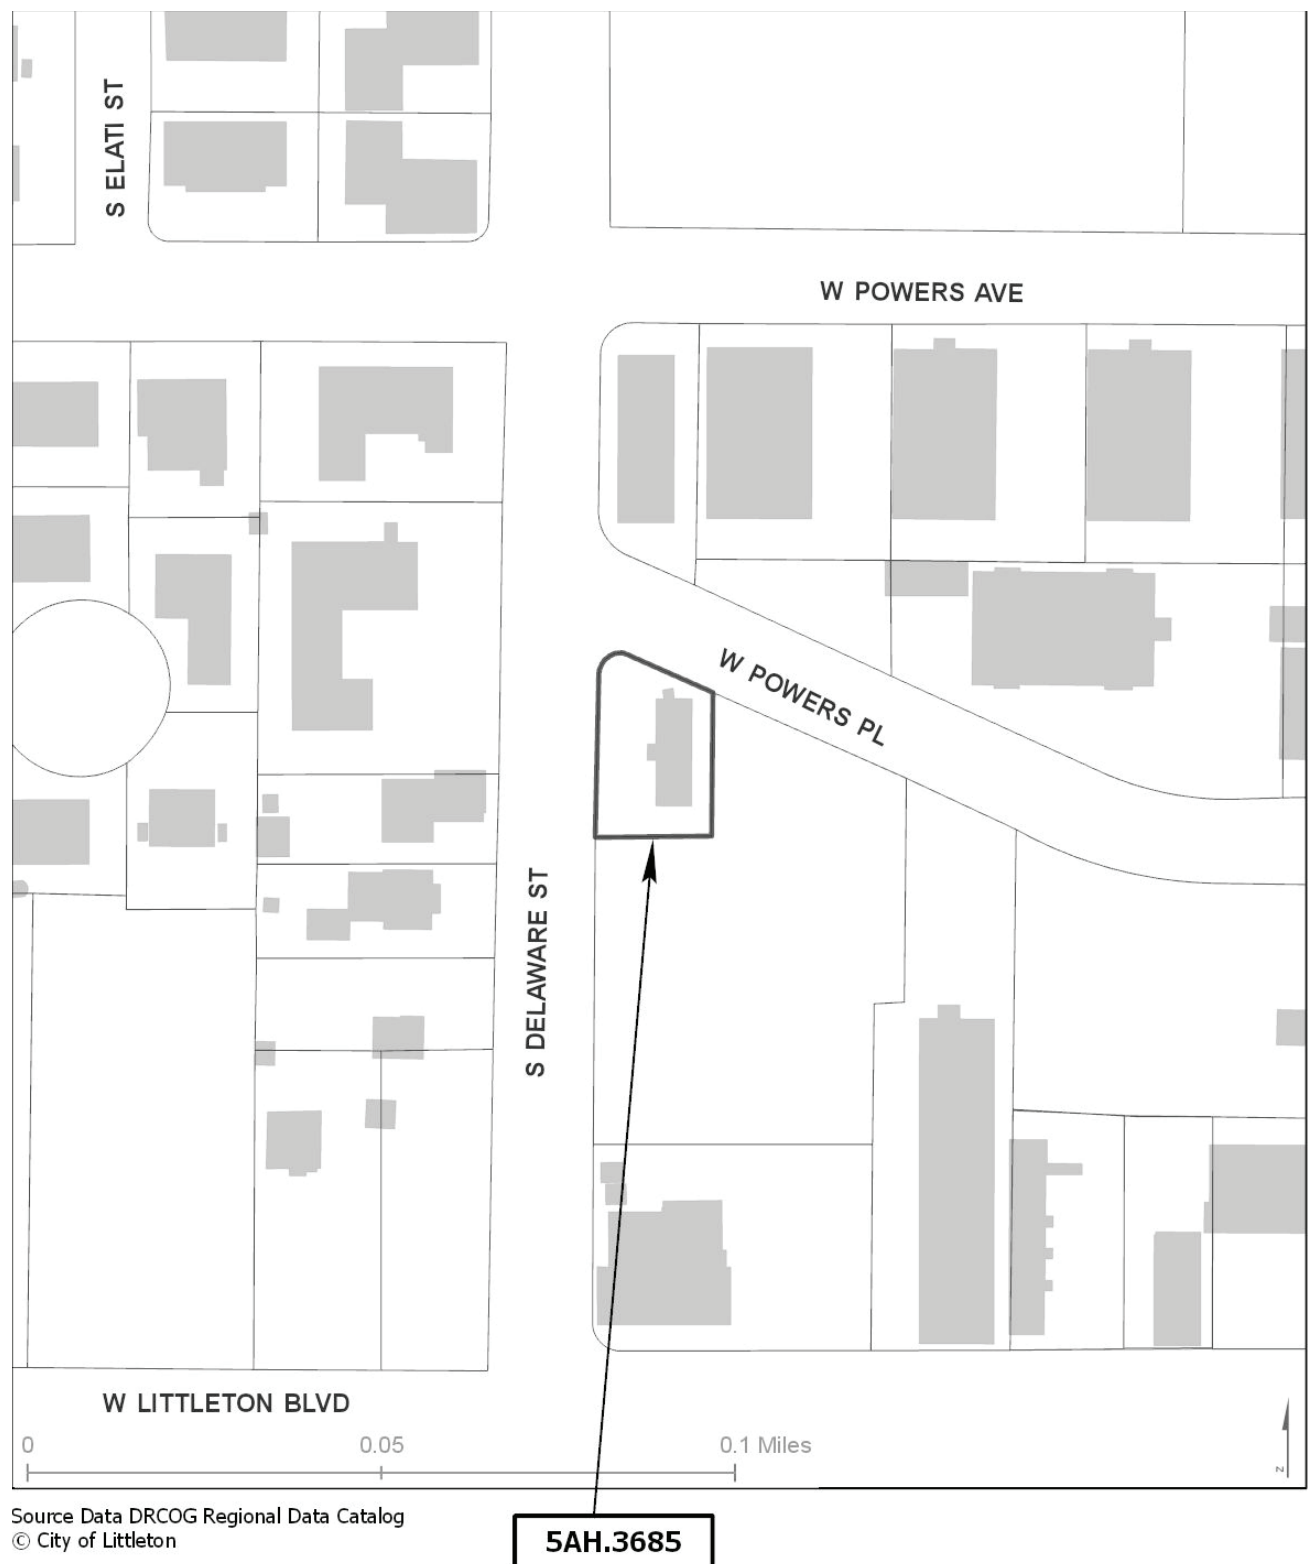 S ELATI ST
W POWERS AVE
W POWERS PL
S DELAWARE ST
W LITTLETON BLVD
0 0.05 0.1 Miles
N
Source Data DRCOG Regional Data Catalog
© City of Littleton
5AH.3685